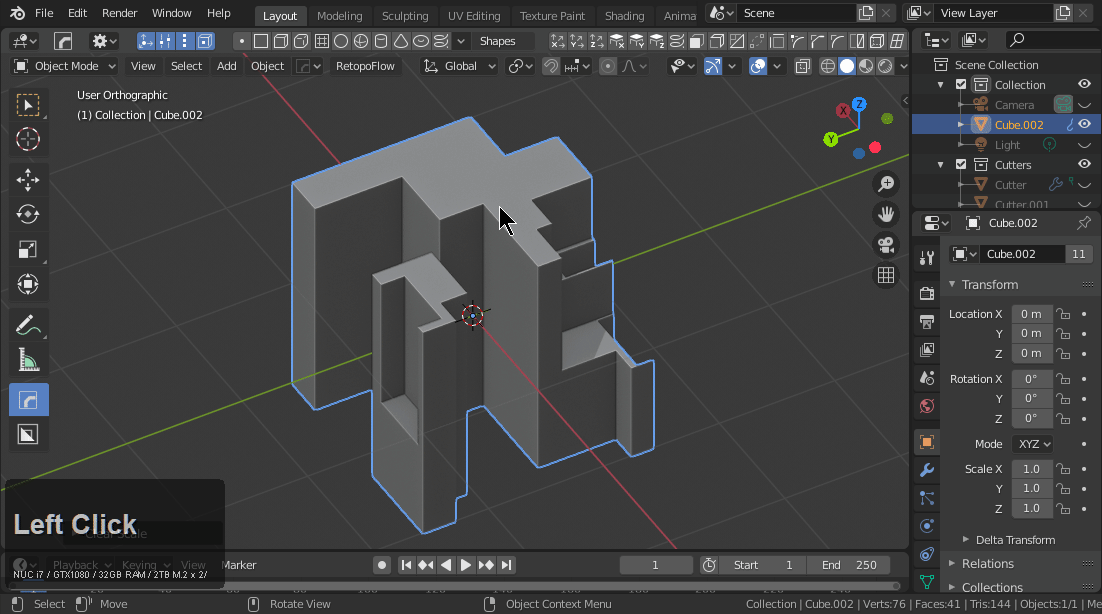 File Edit Render Window Help Layout Modeling Sculpting UV Editing Texture Paint Shading Anima Scene View Layer
Shapes
Object Mode View Select Add Object RetopoFlow Global
User Orthographic
(1) Collection | Cube.002
X Z Y
Scene Collection
Collection
Camera
Cube.002
Light
Cutters
Cutter
Cutter.001
Cube.002
Cube.002 11
Transform
Location X 0 m
Y 0 m
Z 0 m
Rotation X 0°
Y 0°
Z 0°
Mode XYZ
Scale X 1.0
Y 1.0
Z 1.0
Delta Transform
Relations
Collections
Left Click
Clear Scale
Playback Keying View Marker 1 Start 1 End 250
NUC i7 / GTX1080 / 32GB RAM / 2TB M.2 x 2/
Select Move Rotate View Object Context Menu Collection | Cube.002 | Verts:76 | Faces:41 | Tris:144 | Objects:1/1 | Me